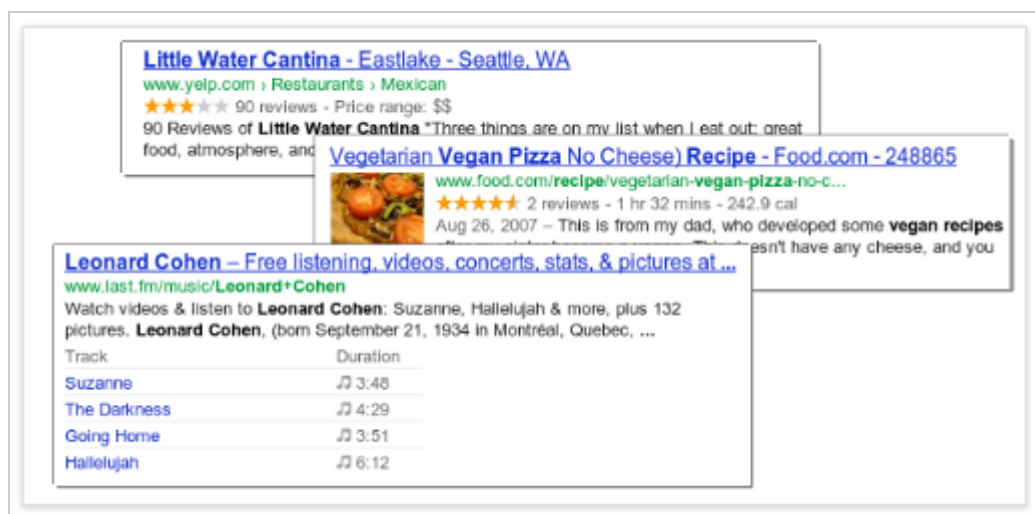 Little Water Cantina - Eastlake - Seattle, WA
www.yelp.com › Restaurants › Mexican
90 reviews - Price range: $$
90 Reviews of Little Water Cantina "Three things are on my list when I eat out: great
food, atmosphere, and
Vegetarian Vegan Pizza No Cheese) Recipe - Food.com - 248865
www.food.com/recipe/vegetarian-vegan-pizza-no-c...
2 reviews - 1 hr 32 mins - 242.9 cal
Aug 26, 2007 – This is from my dad, who developed some vegan recipes
doesn't have any cheese, and you
Leonard Cohen – Free listening, videos, concerts, stats, & pictures at ...
www.last.fm/music/Leonard+Cohen
Watch videos & listen to Leonard Cohen: Suzanne, Hallelujah & more, plus 132
pictures. Leonard Cohen, (born September 21, 1934 in Montréal, Quebec, ...
Track Duration
Suzanne 3:48
The Darkness 4:29
Going Home 3:51
Hallelujah 6:12